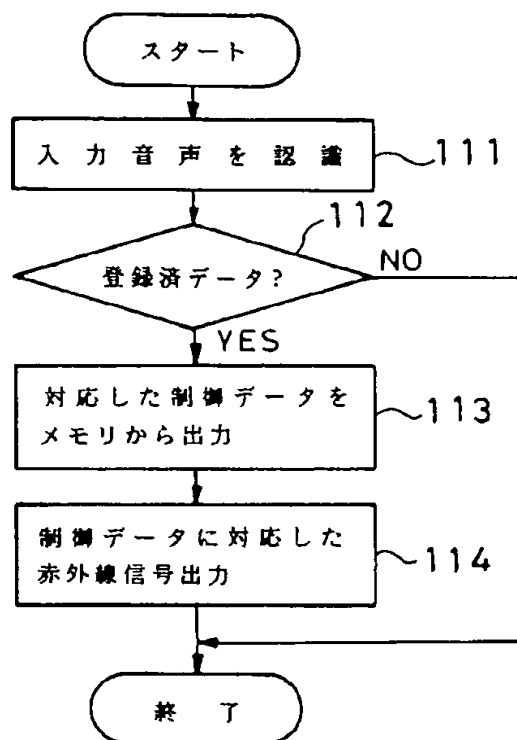 スタート
入力音声を認識
111
112
登録済データ?
NO
YES
対応した制御データを
メモリから出力
113
制御データに対応した
赤外線信号出力
114
終了